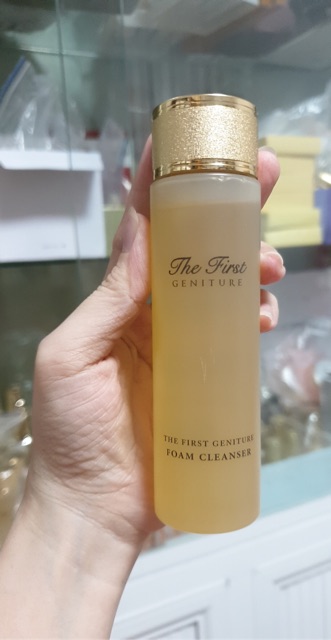 The First
GENITURE
THE FIRST GENITURE
FOAM CLEANSER